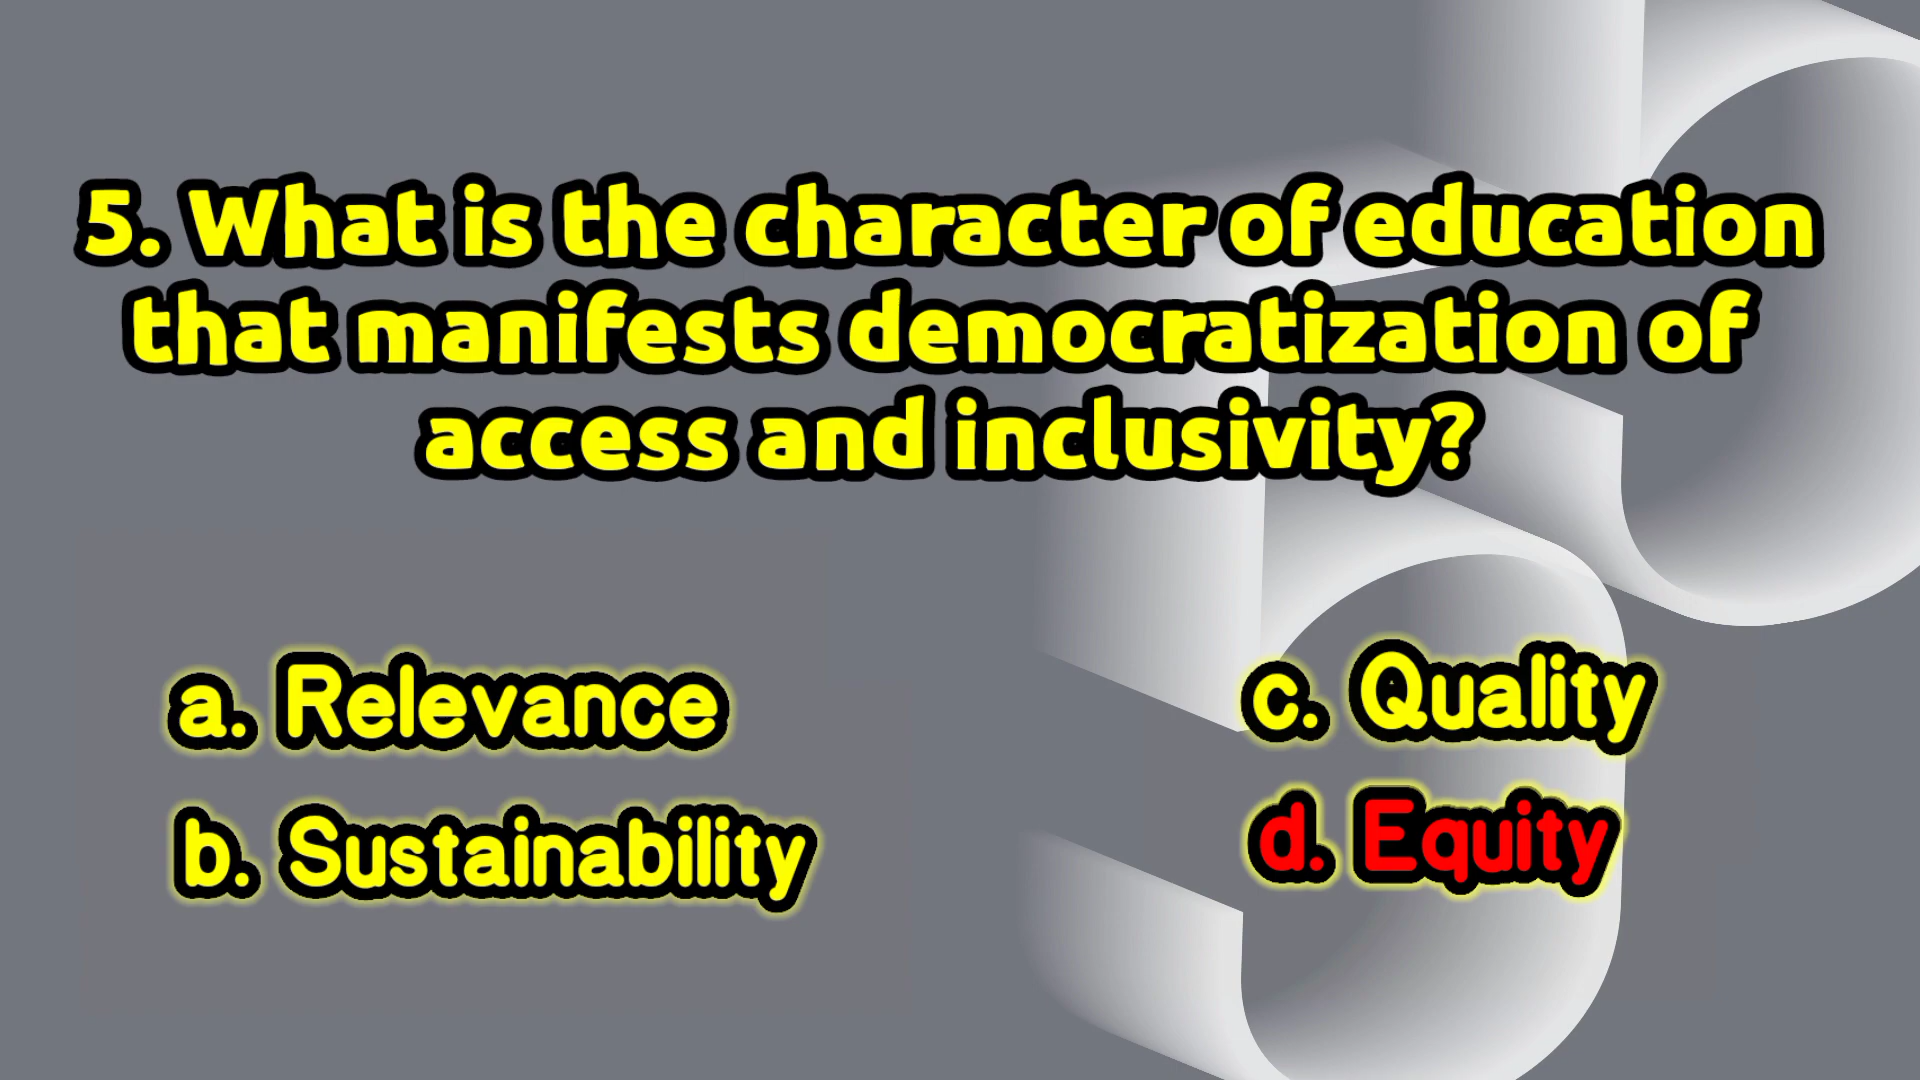 5. What is the character of education
that manifests democratization of
access and inclusivity?
a. Relevance
b. Sustainability
c. Quality
d. Equity